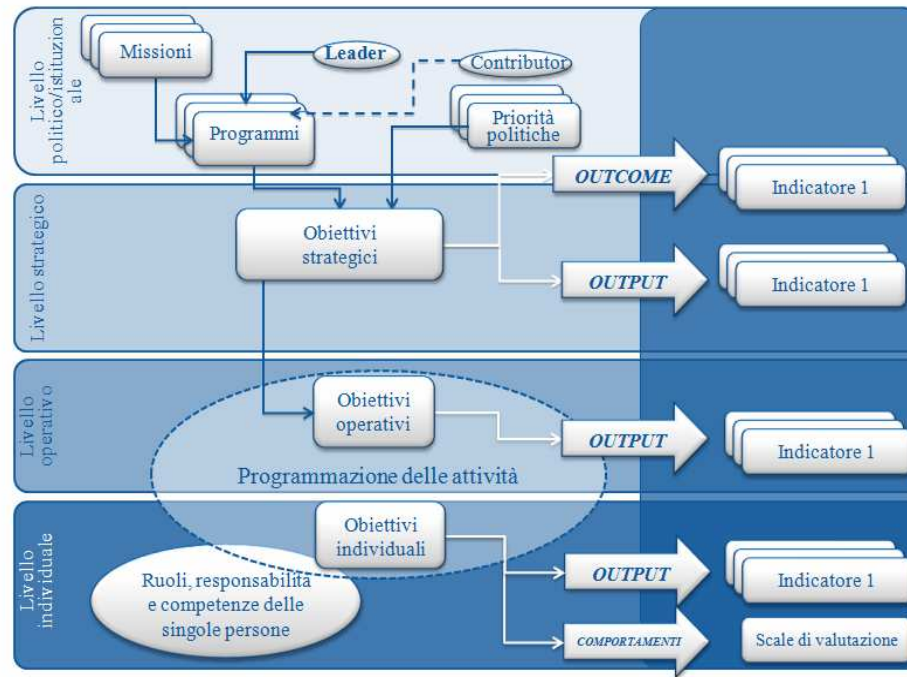 Livello
politico/istituzion
ale
Missioni
Leader
Contributor
Programmi
Priorità
politiche
OUTCOME
Indicatore 1
Livello strategico
Obiettivi
strategici
OUTPUT
Indicatore 1
Livello
operativo
Obiettivi
operativi
OUTPUT
Indicatore 1
Programmazione delle attività
Livello
individuale
Obiettivi
individuali
Ruoli, responsabilità
e competenze delle
singole persone
OUTPUT
Indicatore 1
COMPORTAMENTI
Scale di valutazione